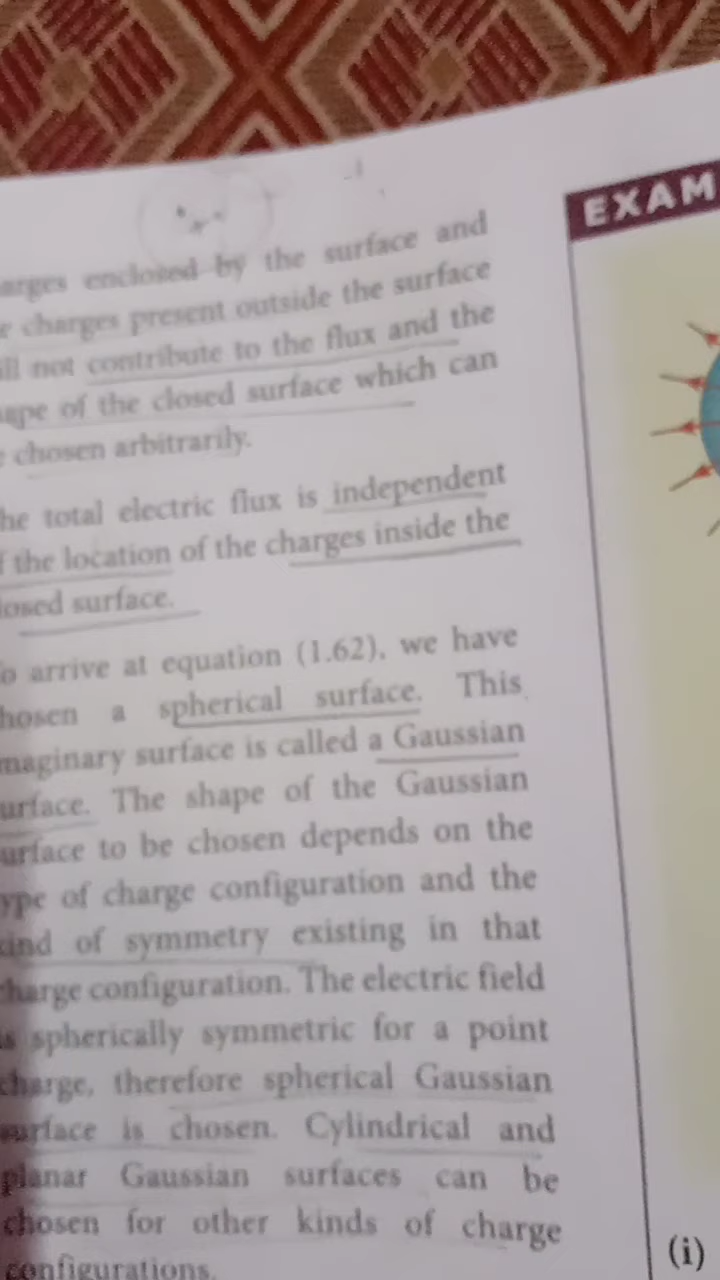 arges enclosed by the surface and
e charges present outside the surface
ill not contribute to the flux and the
ape of the closed surface which can
e chosen arbitrarily.
he total electric flux is independent
f the location of the charges inside the
losed surface.
o arrive at equation (1.62), we have
hosen a spherical surface. This
maginary surface is called a Gaussian
urface. The shape of the Gaussian
urface to be chosen depends on the
ype of charge configuration and the
ind of symmetry existing in that
charge configuration. The electric field
is spherically symmetric for a point
charge, therefore spherical Gaussian
surface is chosen. Cylindrical and
planar Gaussian surfaces can be
chosen for other kinds of charge
configurations.
EXAM
(i)